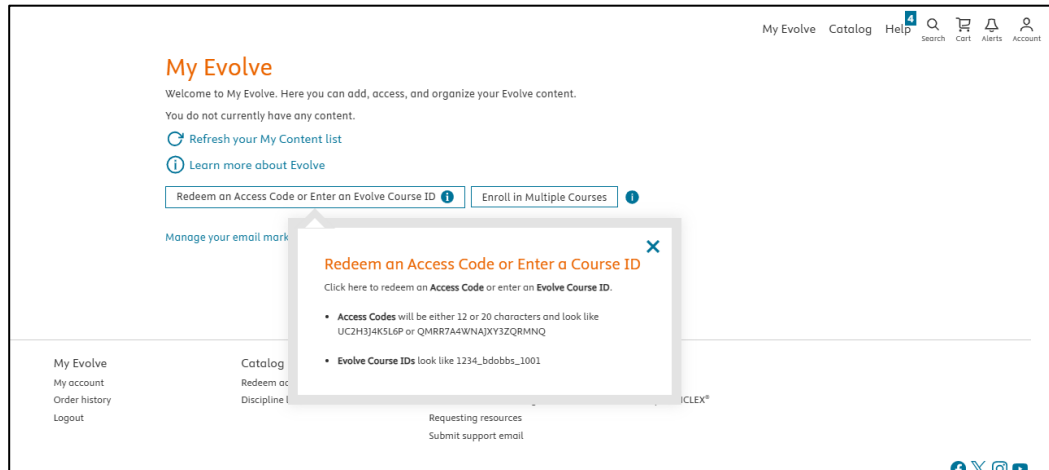 4
My Evolve Catalog Help Search Cart Alerts Account
My Evolve
Welcome to My Evolve. Here you can add, access, and organize your Evolve content.
You do not currently have any content.
Refresh your My Content list
Learn more about Evolve
Redeem an Access Code or Enter an Evolve Course ID Enroll in Multiple Courses
Manage your email mark
Redeem an Access Code or Enter a Course ID
Click here to redeem an Access Code or enter an Evolve Course ID.
• Access Codes will be either 12 or 20 characters and look like
UC2H3J4K5L6P or QMRR7A4WNAJXY3ZQRMNQ
• Evolve Course IDs look like 1234_bdobbs_1001
My Evolve
My account
Order history
Logout
Catalog
Redeem ac
Discipline l
Requesting resources
Submit support email